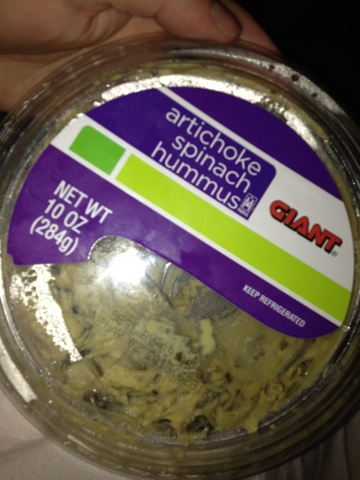 artichoke
spinach
hummus
GIANT
NET WT
10 OZ
(284g)
KEEP REFRIGERATED